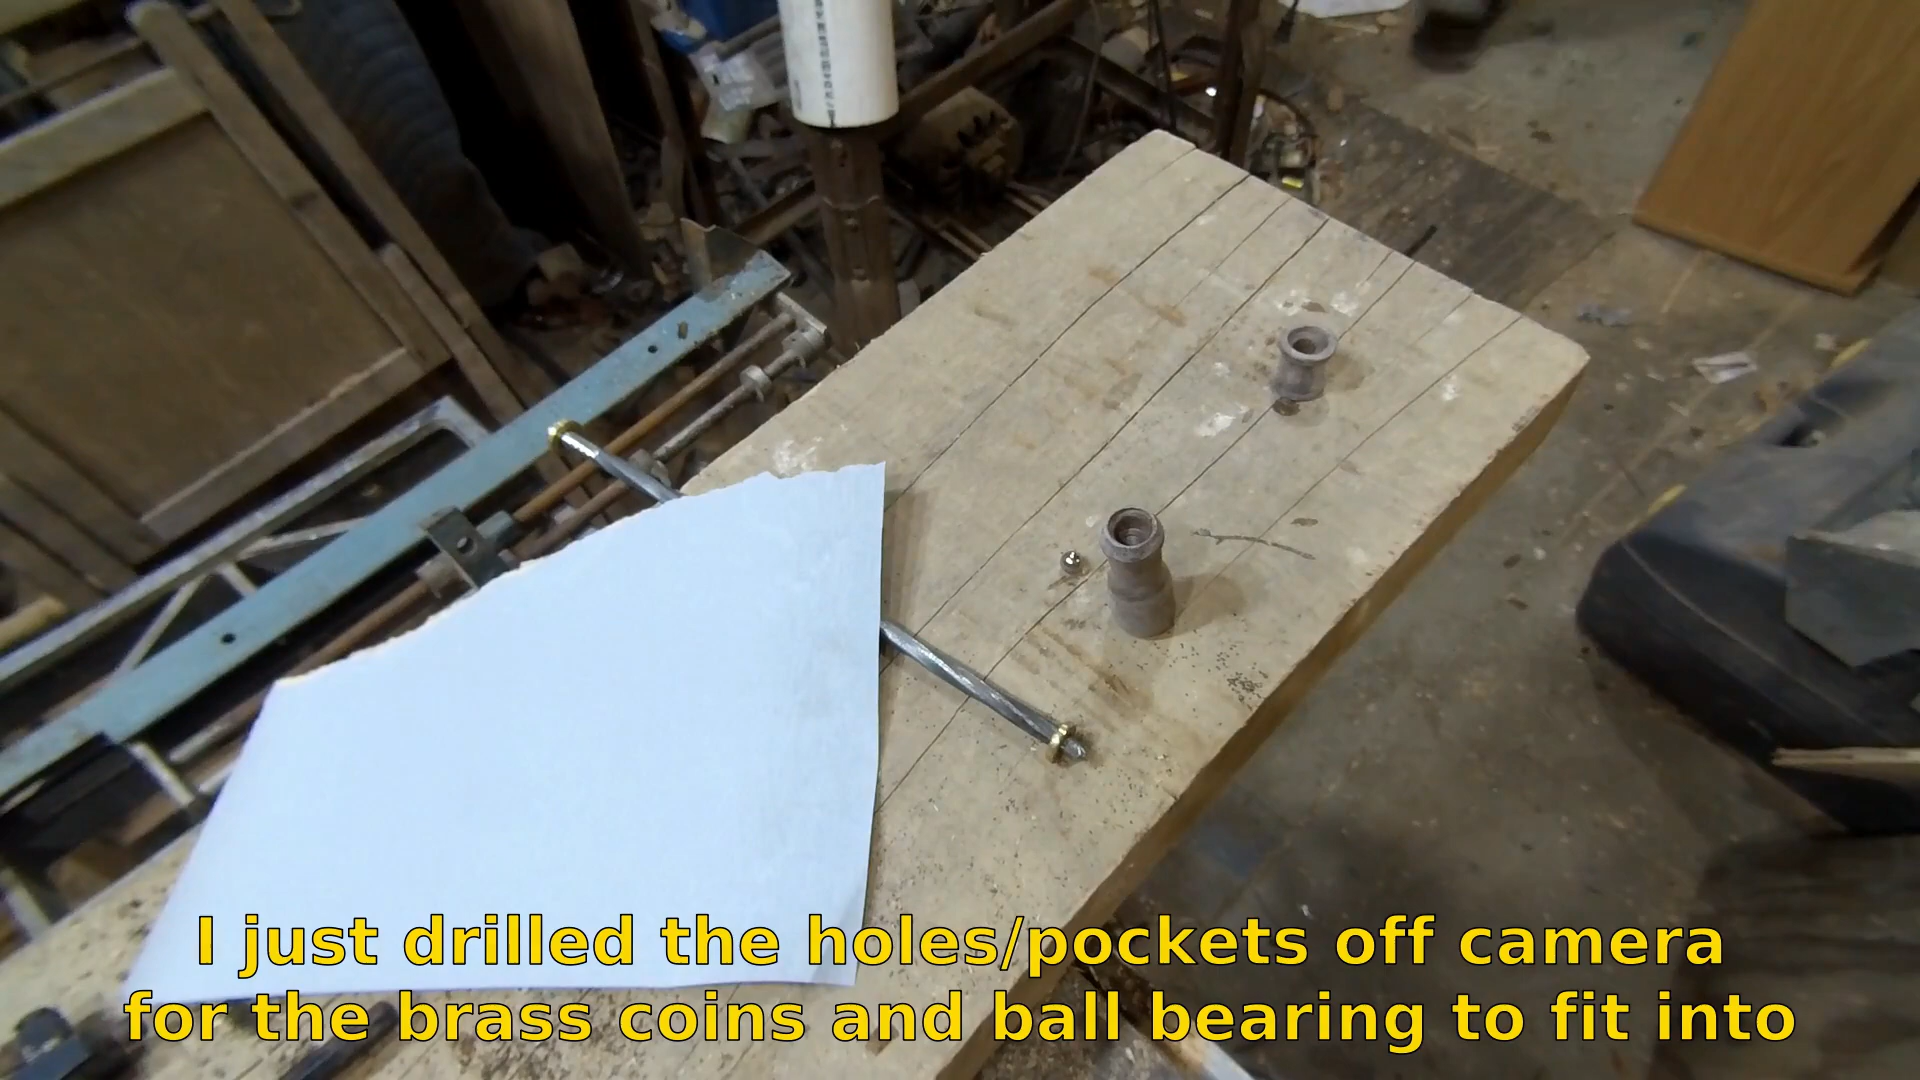 I just drilled the holes/pockets off camera
for the brass coins and ball bearing to fit into